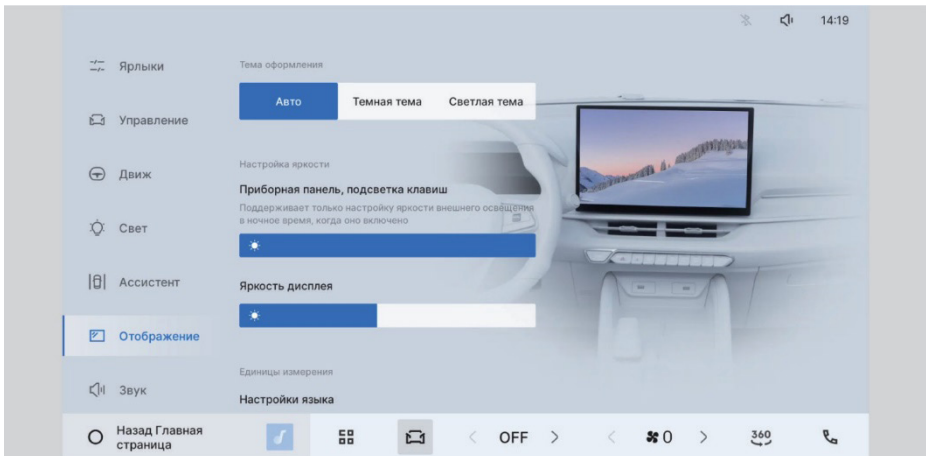 14:19
Ярлыки
Управление
Движ
Свет
Ассистент
Отображение
Звук
Тема оформления
Авто
Темная тема
Светлая тема
Настройка яркости
Приборная панель, подсветка клавиш
Поддерживает только настройку яркости внешнего освещения
в ночное время, когда оно включено
Яркость дисплея
Единицы измерения
Настройки языка
Назад Главная
страница
OFF
0
360